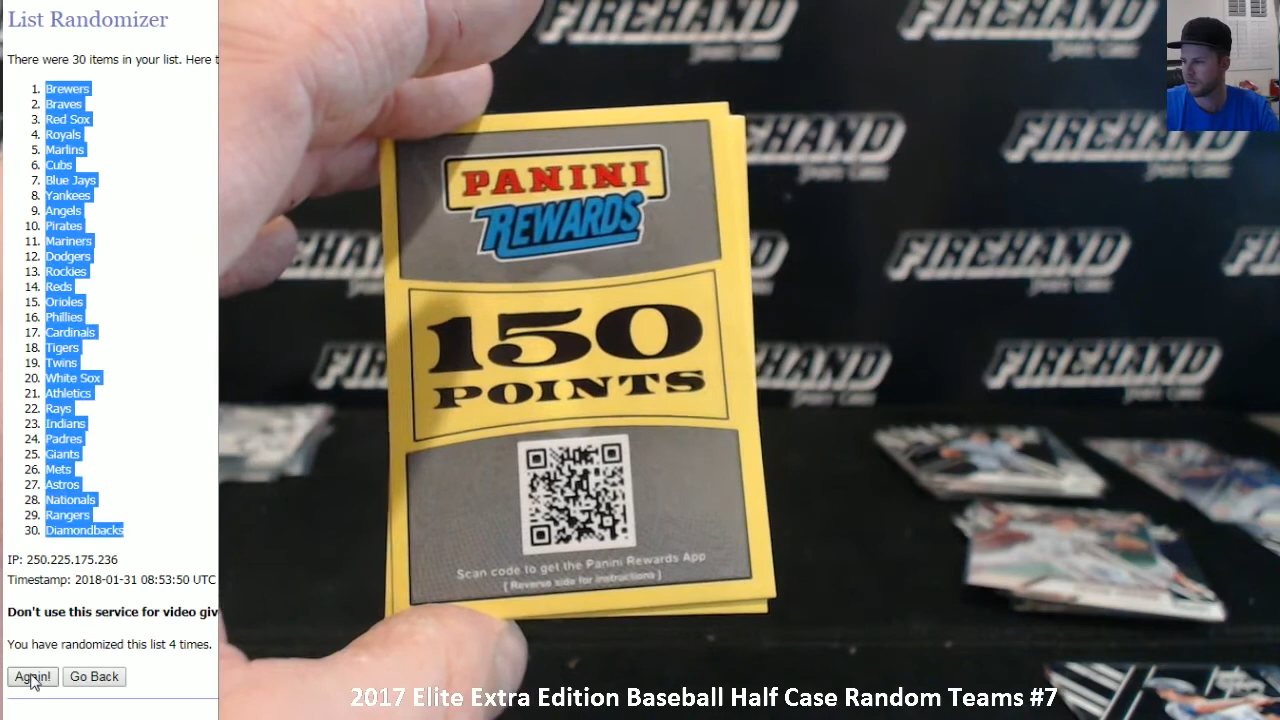 List Randomizer
There were 30 items in your list. Here t
1. Brewers
2. Braves
3. Red Sox
4. Royals
5. Marlins
6. Cubs
7. Blue Jays
8. Yankees
9. Angels
10. Pirates
11. Mariners
12. Dodgers
13. Rockies
14. Reds
15. Orioles
16. Phillies
17. Cardinals
18. Tigers
19. Twins
20. White Sox
21. Athletics
22. Rays
23. Indians
24. Padres
25. Giants
26. Mets
27. Astros
28. Nationals
29. Rangers
30. Diamondbacks
IP: 250.225.175.236
Timestamp: 2018-01-31 08:53:50 UTC
Don't use this service for video giv
You have randomized this list 4 times.
Again! Go Back
PANINI
REWARDS
150
POINTS
Scan code to get the Panini Rewards App
[ Reverse side for instructions ]
FIREHAND
FIREHAND
FIREHAND
FIREHAND
2017 Elite Extra Edition Baseball Half Case Random Teams #7